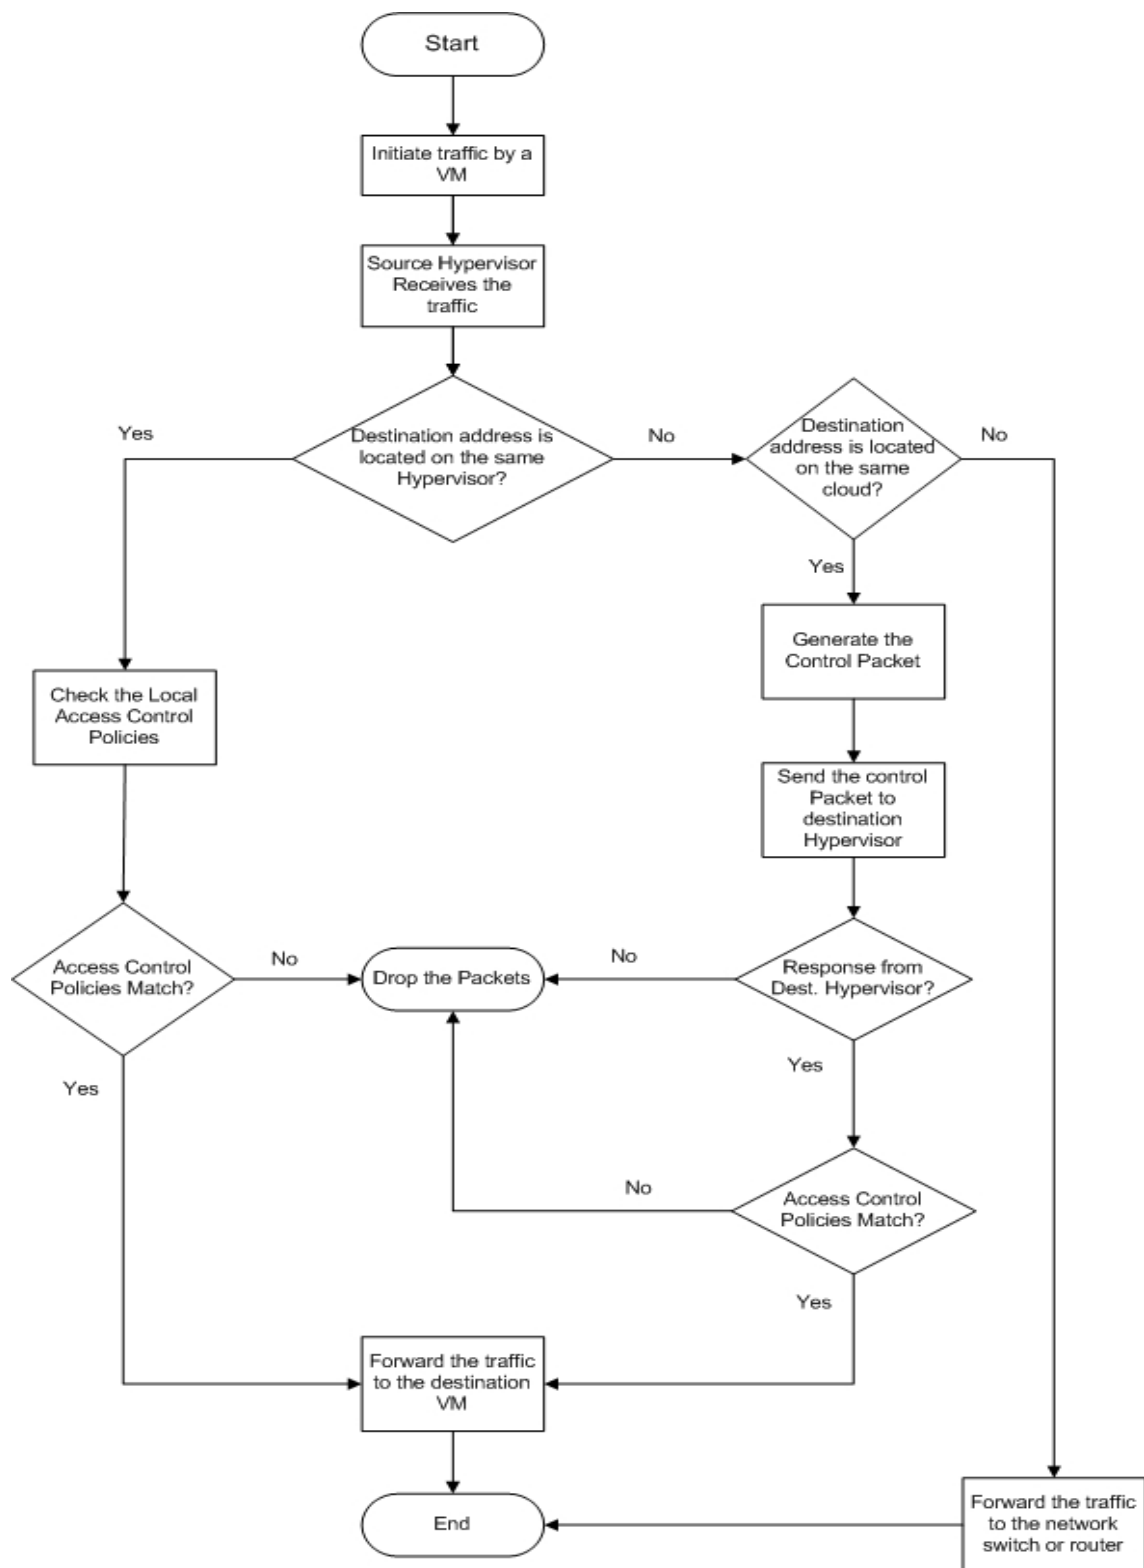 Start
Initiate traffic by a
VM
Source Hypervisor
Receives the
traffic
Yes
Destination address is
located on the same
Hypervisor?
No
Destination
address is located
on the same
cloud?
No
Yes
Generate the
Control Packet
Check the Local
Access Control
Policies
Send the control
Packet to
destination
Hypervisor
Access Control
Policies Match?
No
Drop the Packets
No
Response from
Dest. Hypervisor?
Yes
Yes
No
Access Control
Policies Match?
Yes
Forward the traffic
to the destination
VM
End
Forward the traffic
to the network
switch or router